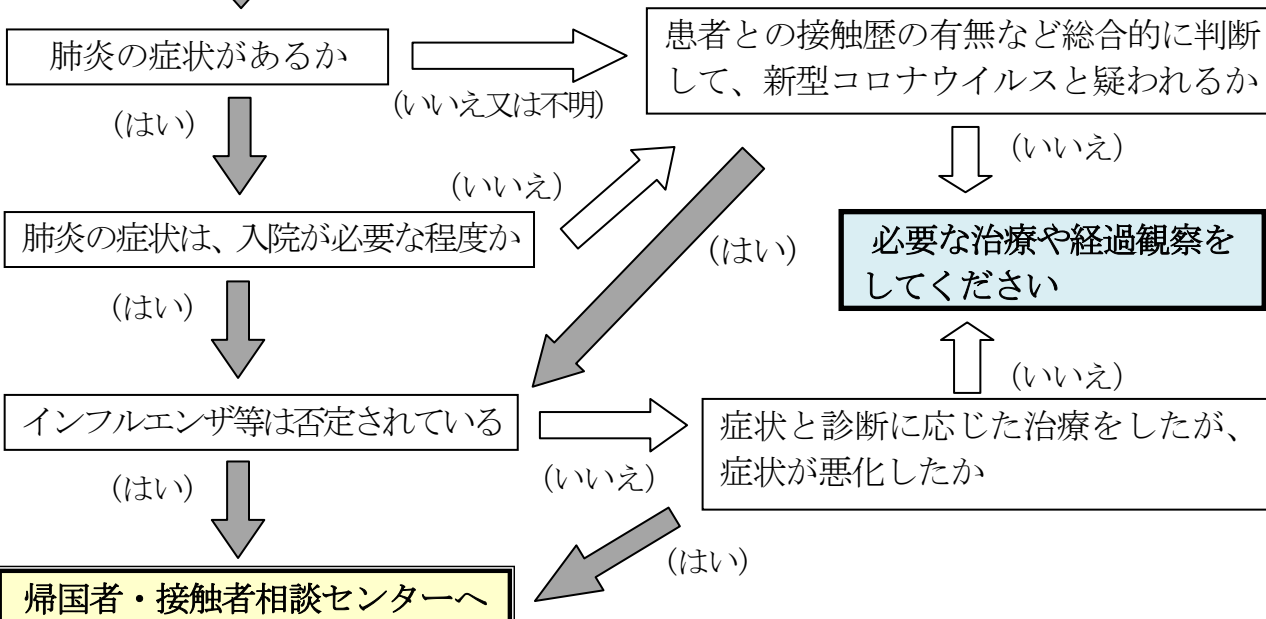 肺炎の症状があるか
(いいえ又は不明)
患者との接触歴の有無など総合的に判断
して、新型コロナウイルスと疑われるか
(はい)
(いいえ)
(いいえ)
肺炎の症状は、入院が必要な程度か
(はい)
必要な治療や経過観察を
してください
(はい)
(いいえ)
インフルエンザ等は否定されている
(いいえ)
症状と診断に応じた治療をしたが、
症状が悪化したか
(はい)
(はい)
帰国者・接触者相談センターへ